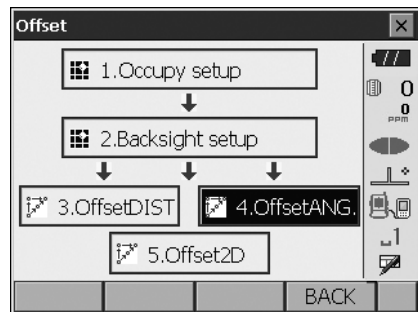 Offset
1.Occupy setup
0
0
ppm
2.Backsight setup
3.OffsetDIST
4.OffsetANG.
1
5.Offset2D
BACK